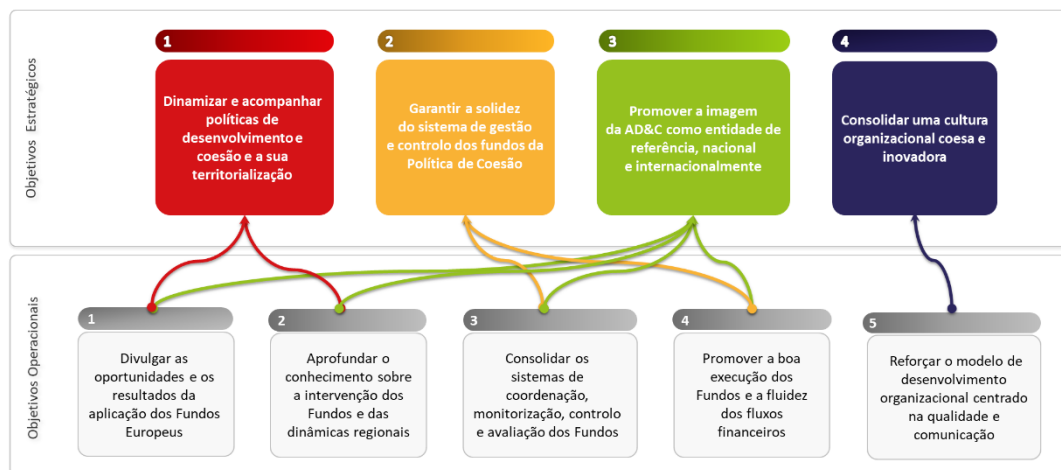 Objetivos Estratégicos
1
Dinamizar e acompanhar
políticas de
desenvolvimento e
coesão e a sua
territorialização
2
Garantir a solidez
do sistema de gestão
e controlo dos fundos da
Política de Coesão
3
Promover a imagem
da AD&C como entidade de
referência, nacional
e internacionalmente
4
Consolidar uma cultura
organizacional coesa e
inovadora
Objetivos Operacionais
1
Divulgar as
oportunidades e os
resultados da
aplicação dos Fundos
Europeus
2
Aprofundar o
conhecimento sobre
a intervenção dos
Fundos e das
dinâmicas regionais
3
Consolidar os
sistemas de
coordenação,
monitorização, controlo
e avaliação dos Fundos
4
Promover a boa
execução dos
Fundos e a fluidez
dos fluxos
financeiros
5
Reforçar o modelo de
desenvolvimento
organizacional centrado
na qualidade e
comunicação